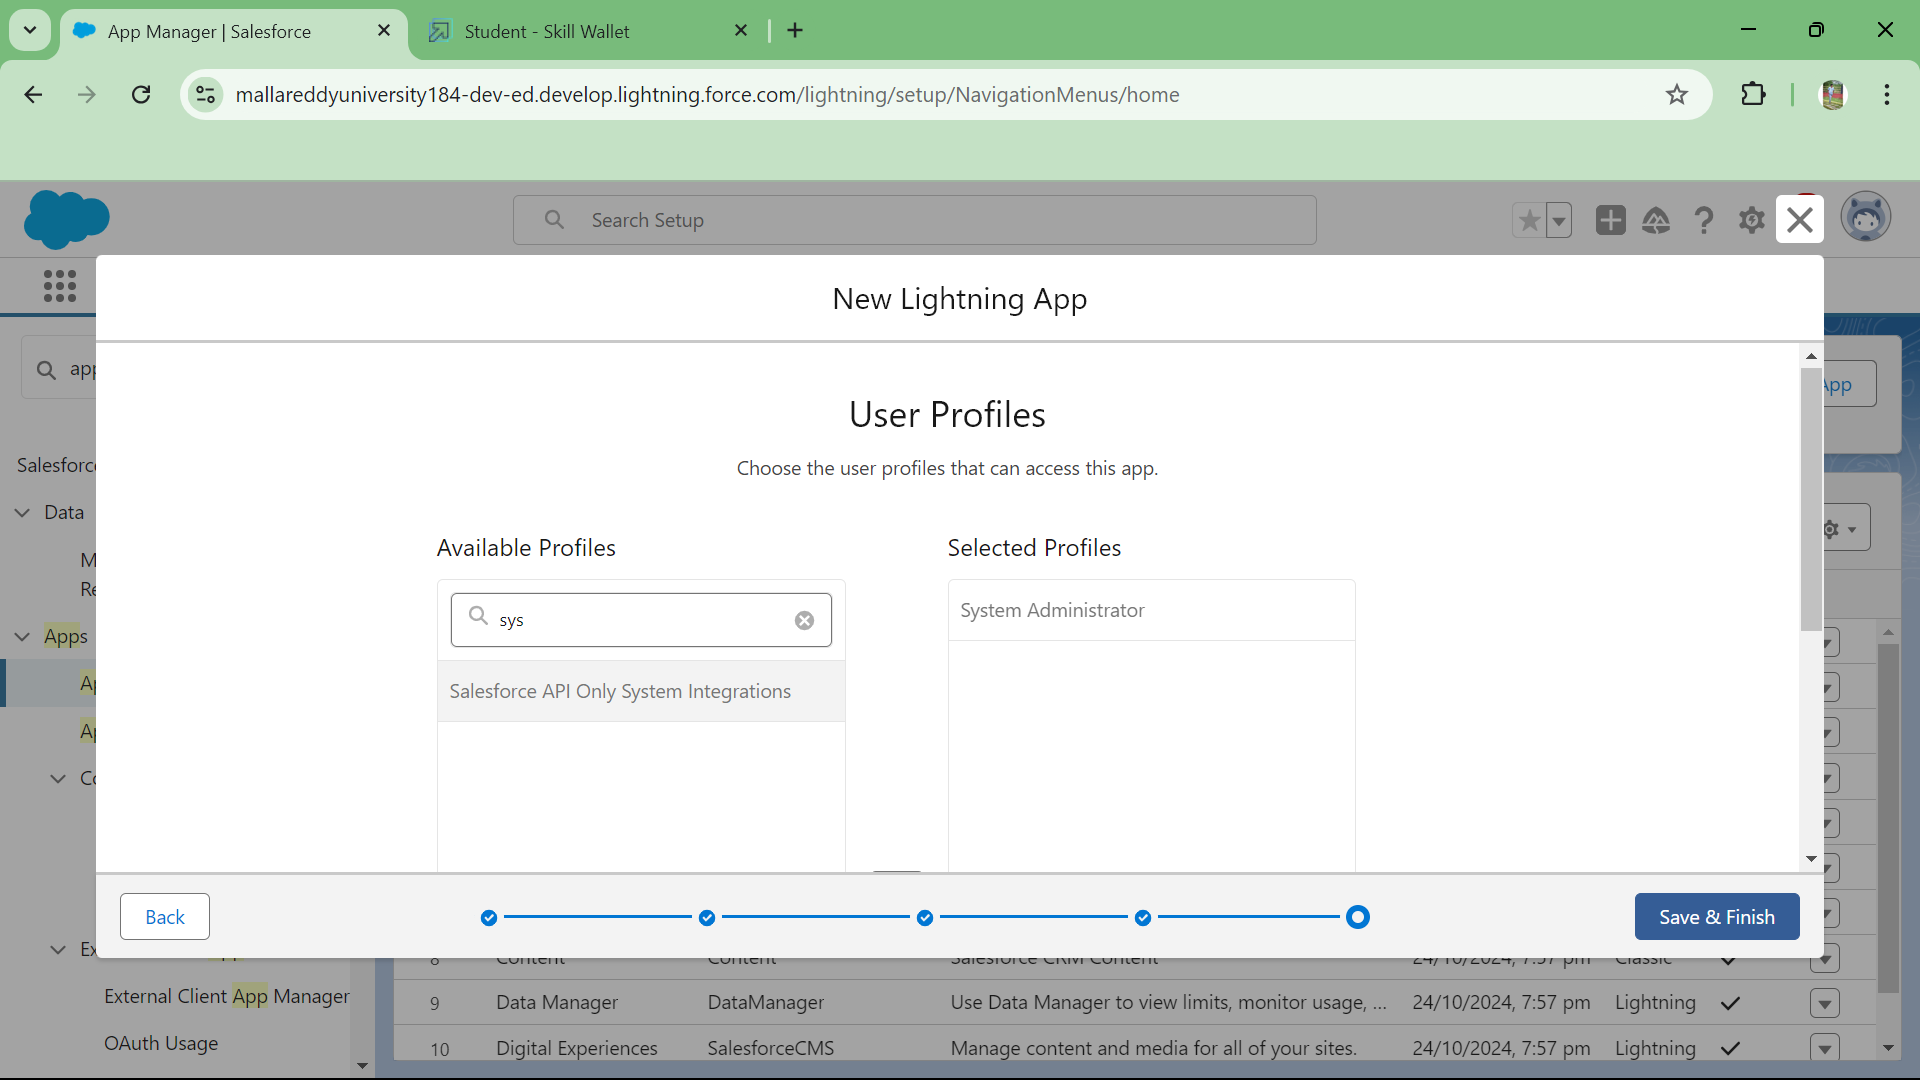 App Manager | Salesforce
Student - Skill Wallet
mallareddyuniversity184-dev-ed.develop.lightning.force.com/lightning/setup/NavigationMenus/home
Search Setup
New Lightning App
app
App
User Profiles
Choose the user profiles that can access this app.
Salesforce
Data
M
Re
Available Profiles
Selected Profiles
sys
System Administrator
Apps
Salesforce API Only System Integrations
Ap
Ap
Co
Back
Save & Finish
Ex
8 Content Content Salesforce CRM Content 24/10/2024, 7:57 pm Classic
External Client App Manager
9 Data Manager DataManager Use Data Manager to view limits, monitor usage, ... 24/10/2024, 7:57 pm Lightning
OAuth Usage
10 Digital Experiences SalesforceCMS Manage content and media for all of your sites. 24/10/2024, 7:57 pm Lightning